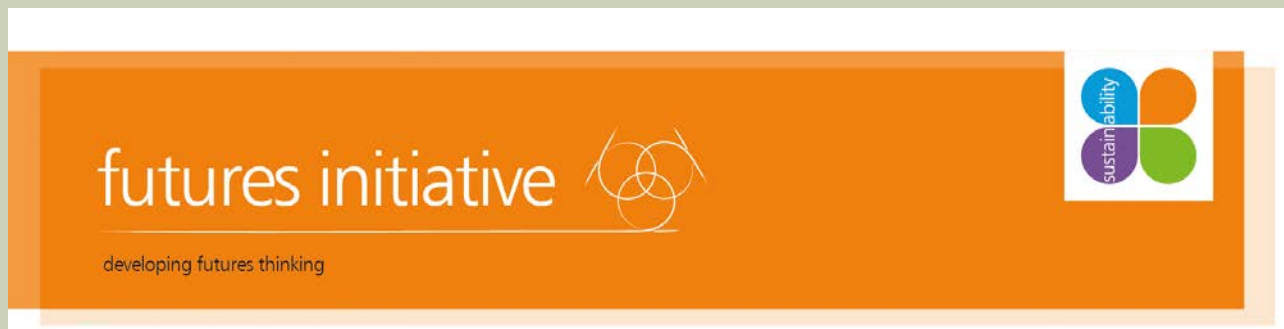 futures initiative
developing futures thinking
sustainability